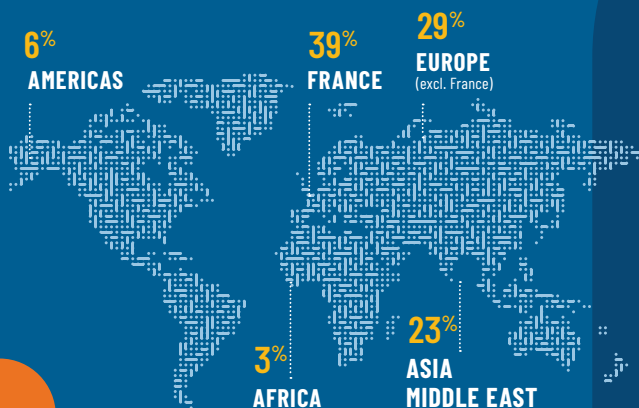 6%
AMERICAS
39%
FRANCE
29%
EUROPE
(excl. France)
3%
AFRICA
23%
ASIA
MIDDLE EAST